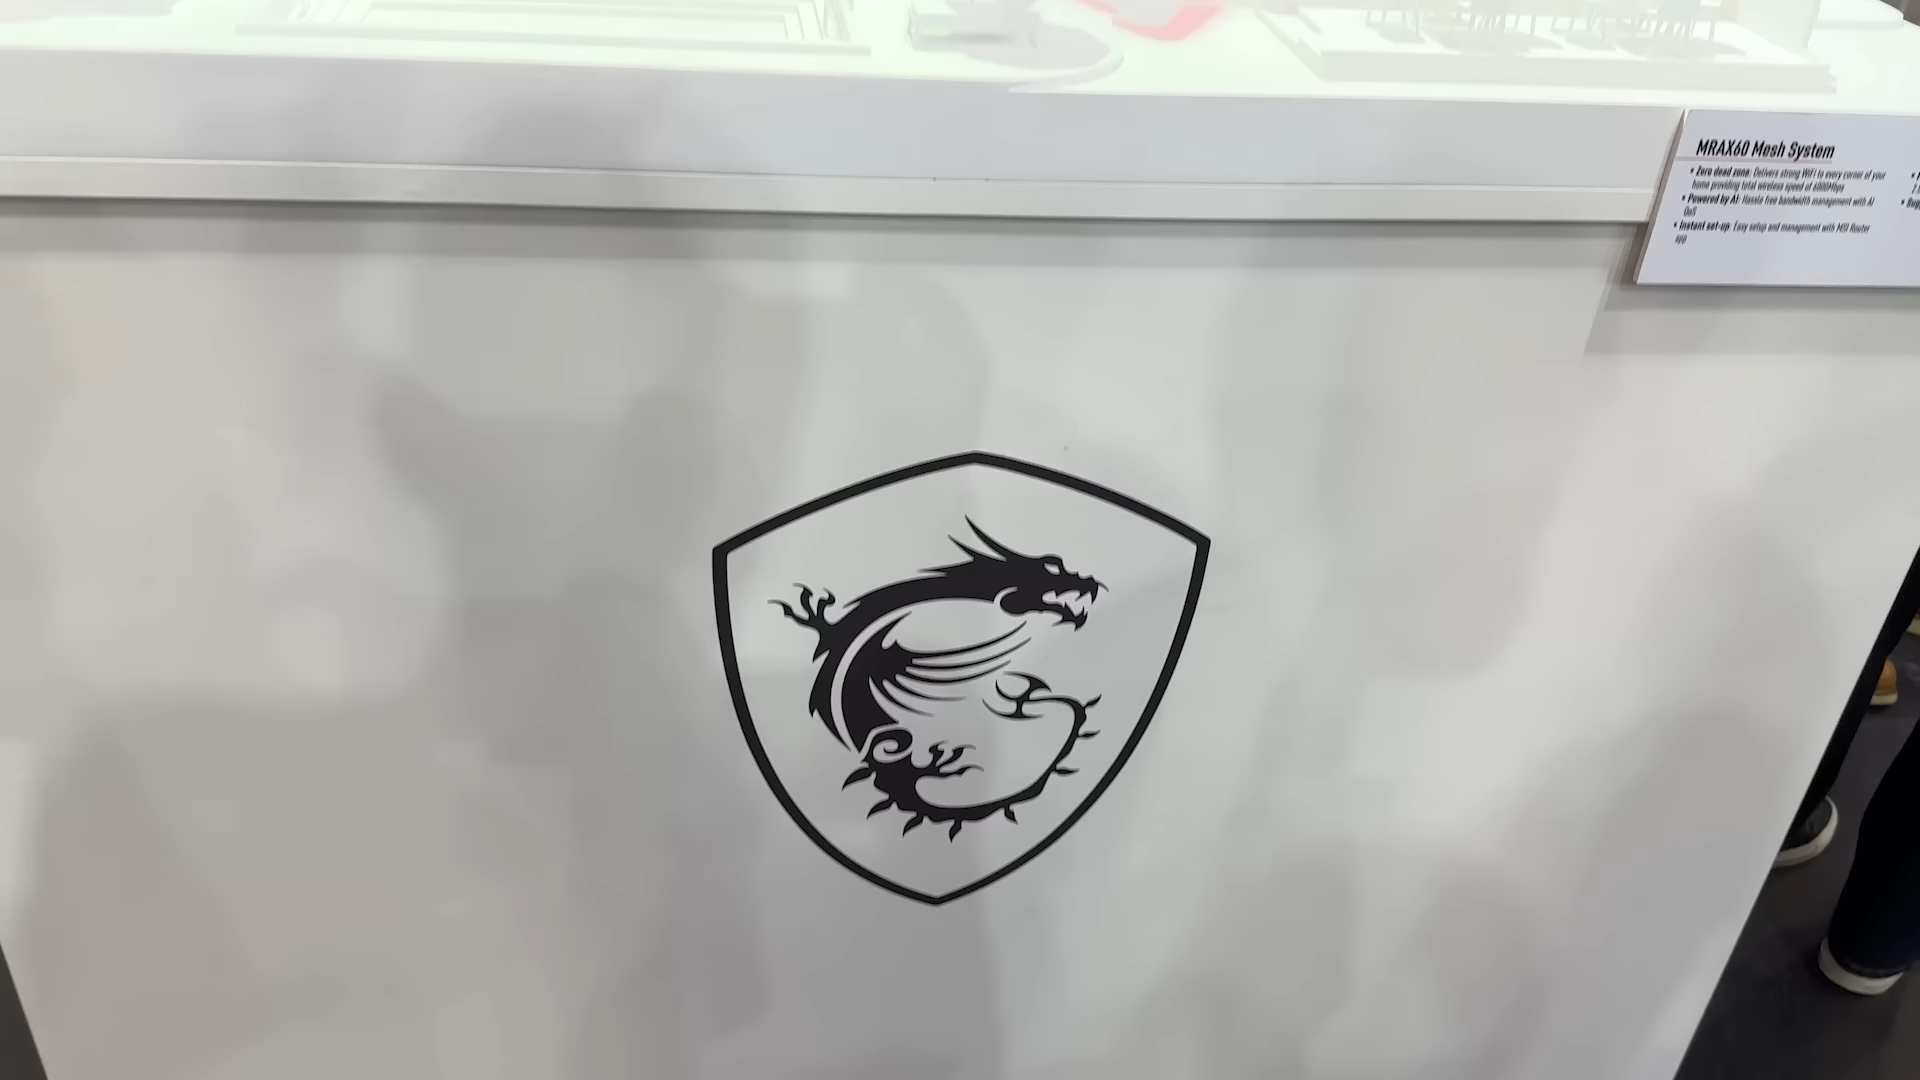 MRAX60 Mesh System
• Zero dead zone: Delivers strong WiFi to every corner of your
home providing total wireless speed of 6000Mbps
• Powered by AI: Hassle free bandwidth management with AI
QoS
• Instant set-up: Easy setup and management with MSI Router
app